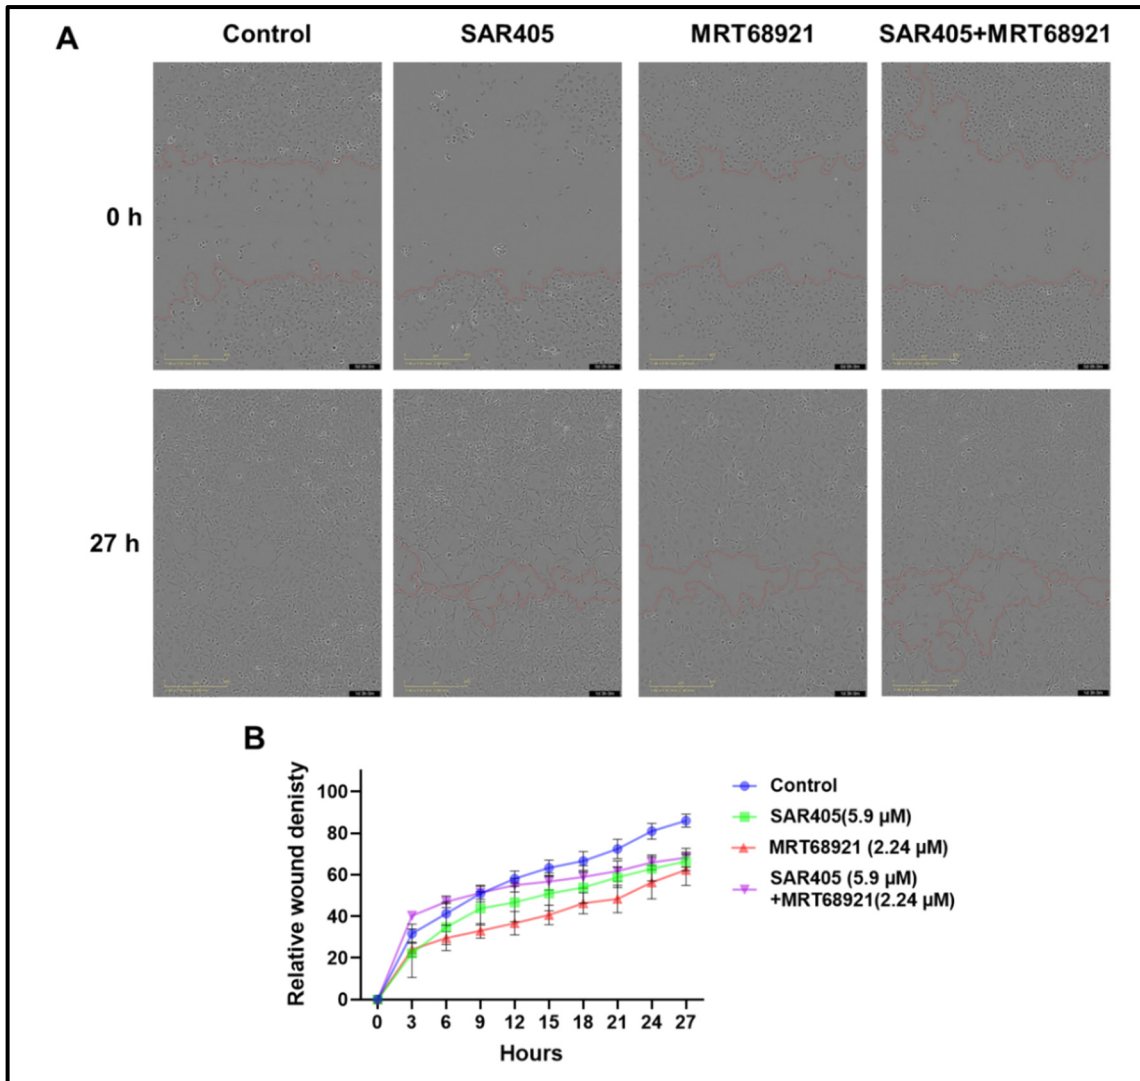 A
Control SAR405 MRT68921 SAR405+MRT68921
0 h
27 h
B
Relative wound denisty
100
80
60
40
20
0
0 3 6 9 12 15 18 21 24 27
Hours
Control
SAR405(5.9 µM)
MRT68921 (2.24 µM)
SAR405 (5.9 µM)
+MRT68921(2.24 µM)